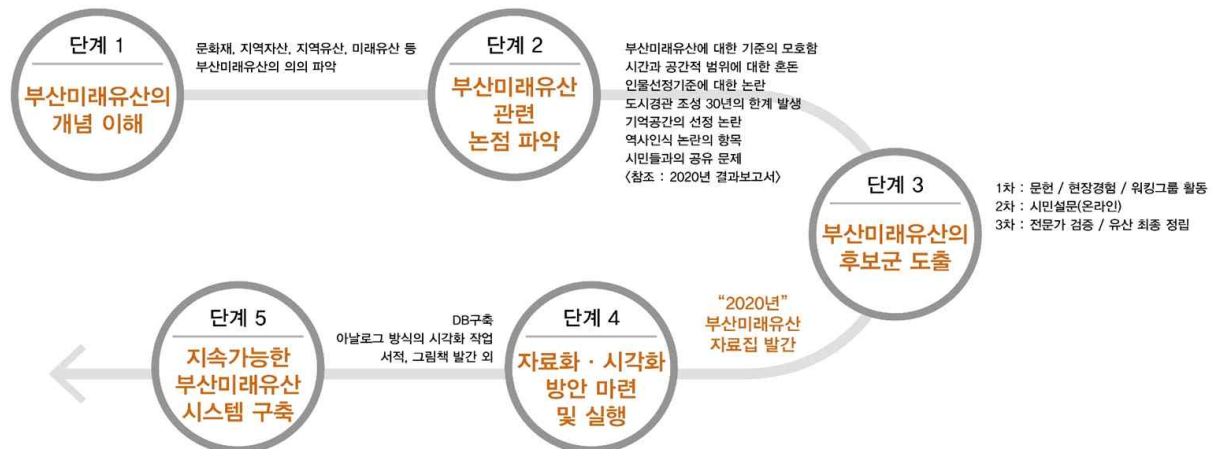 단계 1
부산미래유산의
개념 이해
문화재, 지역자산, 지역유산, 미래유산 등
부산미래유산의 의의 파악
단계 2
부산미래유산
관련
논점 파악
부산미래유산에 대한 기준의 모호함
시간과 공간적 범위에 대한 혼돈
인물선정기준에 대한 논란
도시경관 조성 30년의 한계 발생
기억공간의 선정 논란
역사인식 논란의 항목
시민들과의 공유 문제
〈참조 : 2020년 결과보고서〉
단계 3
부산미래유산의
후보군 도출
1차 : 문헌 / 현장경험 / 워킹그룹 활동
2차 : 시민설문(온라인)
3차 : 전문가 검증 / 유산 최종 정립
“2020년”
부산미래유산
자료집 발간
단계 4
자료화 · 시각화
방안 마련
및 실행
DB구축
아날로그 방식의 시각화 작업
서적, 그림책 발간 외
단계 5
지속가능한
부산미래유산
시스템 구축